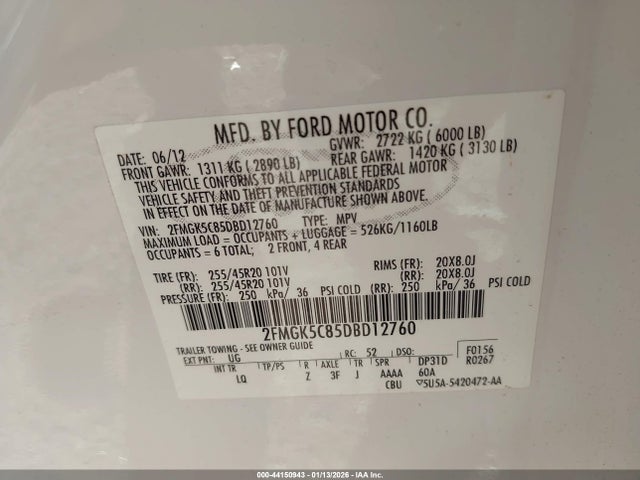 MFD. BY FORD MOTOR CO.
DATE: 06/12 GVWR: 2722 KG ( 6000 LB)
FRONT GAWR: 1311 KG ( 2890 LB) REAR GAWR: 1420 KG ( 3130 LB)
THIS VEHICLE CONFORMS TO ALL APPLICABLE FEDERAL MOTOR
VEHICLE SAFETY AND THEFT PREVENTION STANDARDS
IN EFFECT ON THE DATE OF MANUFACTURE SHOWN ABOVE.
VIN: 2FMGK5C85DBD12760 TYPE: MPV
MAXIMUM LOAD = OCCUPANTS + LUGGAGE = 526KG/1160LB
OCCUPANTS = 6 TOTAL; 2 FRONT, 4 REAR
TIRE (FR): 255/45R20 101V RIMS (FR): 20X8.0J
(RR): 255/45R20 101V (RR): 20X8.0J
PRESSURE (FR): 250 kPa/ 36 PSI COLD (RR): 250 kPa/ 36 PSI COLD
2FMGK5C85DBD12760
TRAILER TOWING - SEE OWNER GUIDE F0156
EXT PNT: UG RC: 52 DSO: R0267
INT TR TP/PS R AXLE TR SPR DP31D
LQ Z 3F J AAAA 60A
CBU ▽5U5A-5420472-AA
000-44150943 - 01/13/2026 - IAA Inc.